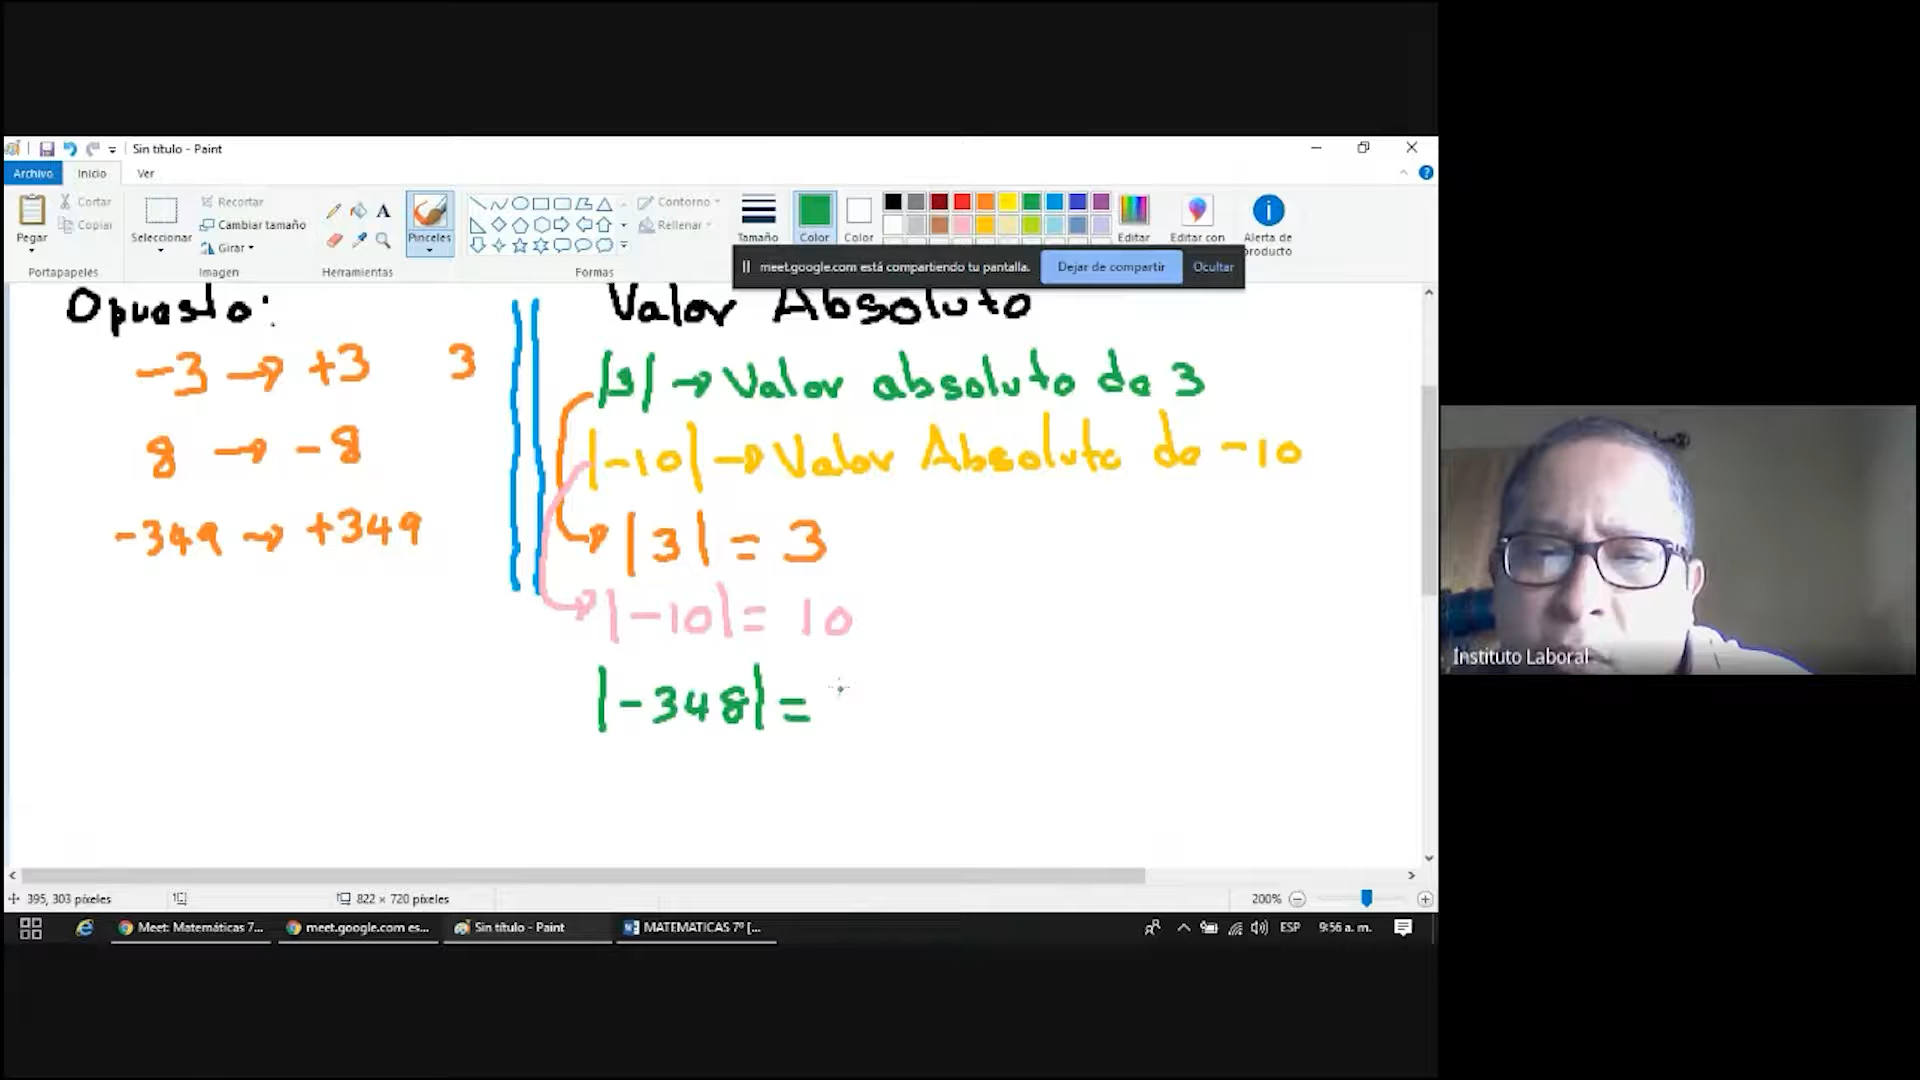 Sin título - Paint
Archivo Inicio Ver
Pegar
Cortar
Copiar
Portapapeles
Seleccionar
Recortar
Cambiar tamaño
Girar
Imagen
A
Herramientas
Pinceles
Formas
Contorno
Rellenar
Tamaño
Color
Color
Editar
Editar con
Alerta de
producto
meet.google.com está compartiendo tu pantalla. Dejar de compartir Ocultar
Opuesto:
-3 → +3 3
8 → -8
-349 → +349
Valor Absoluto
|3| → Valor absoluto de 3
|-10| → Valor Absoluto de -10
|3| = 3
|-10| = 10
|-348| =
Instituto Laboral
395, 303 píxeles 822 × 720 píxeles 200%
Meet: Matemáticas 7... meet.google.com es... Sin título - Paint MATEMATICAS 7º [... ESP 9:56 a. m.